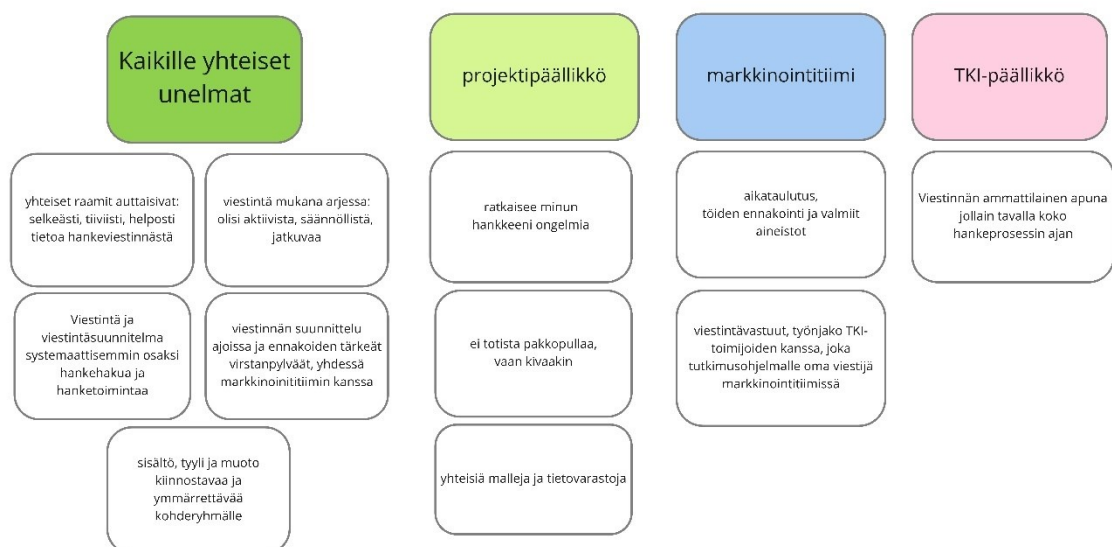 Kaikille yhteiset
unelmat
yhteiset raamit auttaisivat:
selkeästi, tiiviisti, helposti
tietoa hankeviestinnästä
viestintä mukana arjessa:
olisi aktiivista, säännöllistä,
jatkuvaa
Viestintä ja
viestintäsuunnitelma
systemaattisemmin osaksi
hankehakua ja
hanketoimintaa
viestinnän suunnittelu
ajoissa ja ennakoiden tärkeät
virstanpylväät, yhdessä
markkinoinititiimin kanssa
sisältö, tyyli ja muoto
kiinnostavaa ja
ymmärrettävää
kohderyhmälle
projektipäällikkö
ratkaisee minun
hankkeeni ongelmia
ei totista pakkopullaa,
vaan kivaakin
yhteisiä malleja ja tietovarastoja
markkinointitiimi
aikataulutus,
töiden ennakointi ja valmiit
aineistot
viestintävastuut, työnjako TKI-
toimijoiden kanssa, joka
tutkimusohjelmalle oma viestijä
markkinointitiimissä
TKI-päällikkö
Viestinnän ammattilainen apuna
jollain tavalla koko
hankeprosessin ajan